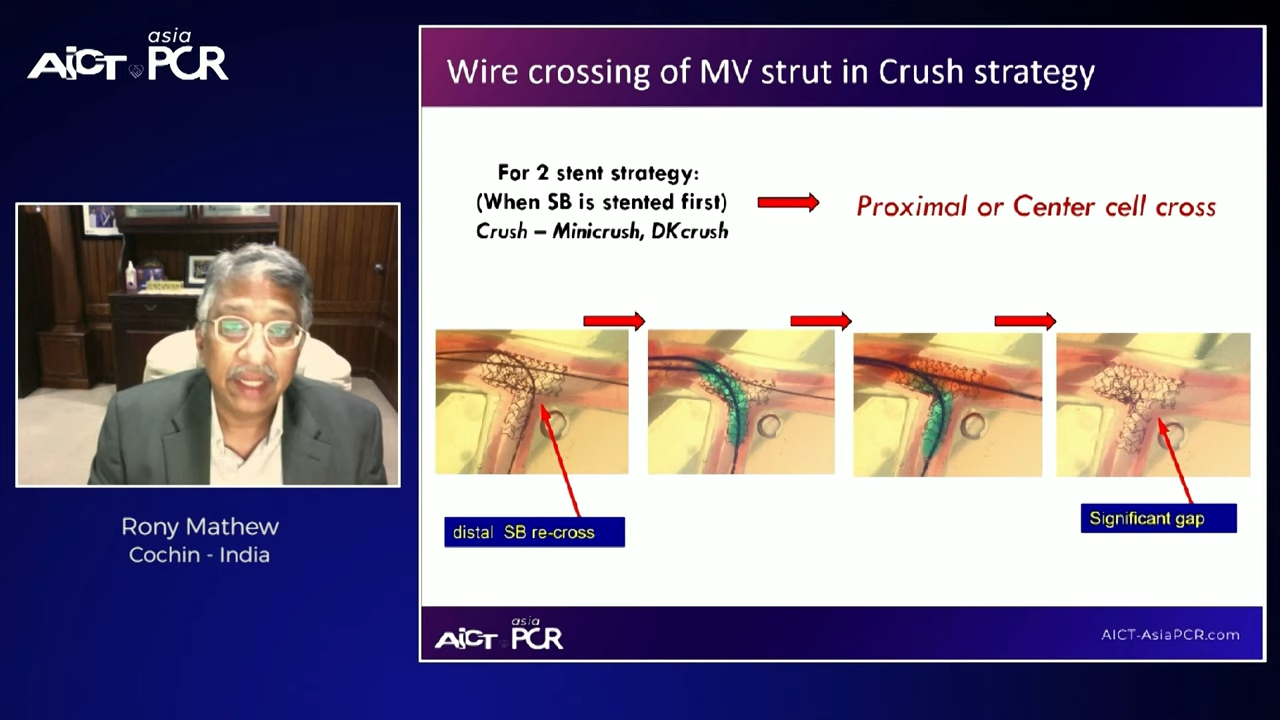 asia
AICT PCR
Wire crossing of MV strut in Crush strategy
For 2 stent strategy:
(When SB is stented first)
Crush – Minicrush, DKcrush
Proximal or Center cell cross
distal SB re-cross
Significant gap
Rony Mathew
Cochin - India
asia
AICT PCR
AICT-AsiaPCR.com